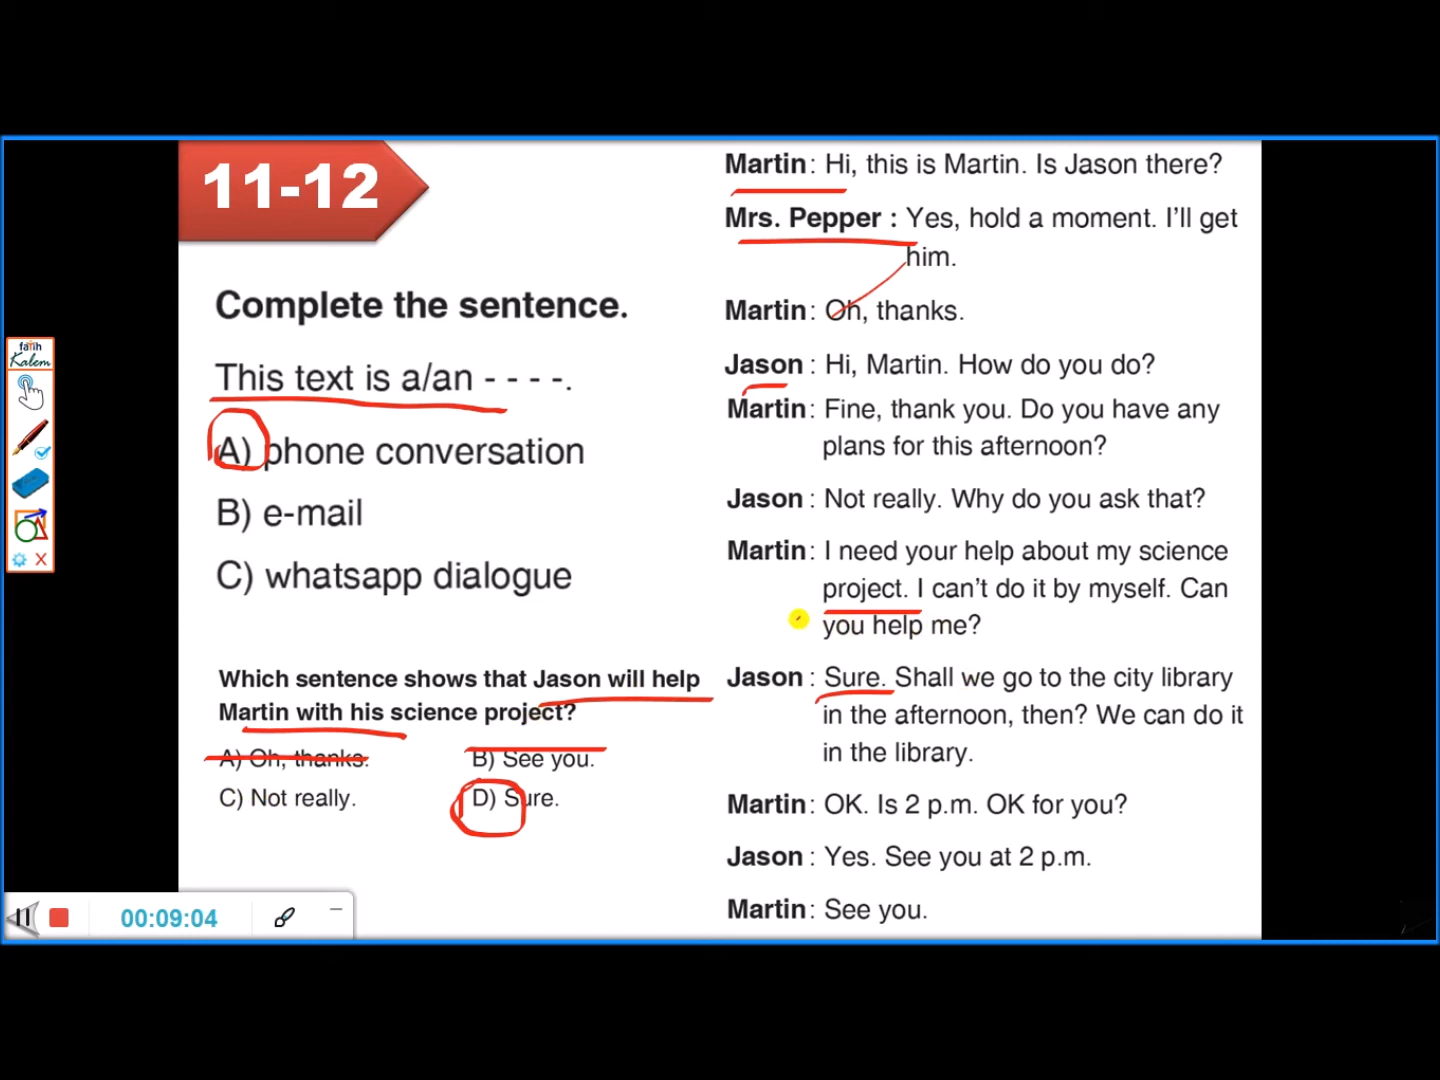 11-12
Complete the sentence.
This text is a/an - - - -.
A) phone conversation
B) e-mail
C) whatsapp dialogue
Which sentence shows that Jason will help
Martin with his science project?
A) Oh, thanks.
B) See you.
C) Not really.
D) Sure.
Martin : Hi, this is Martin. Is Jason there?
Mrs. Pepper : Yes, hold a moment. I'll get
him.
Martin : Oh, thanks.
Jason : Hi, Martin. How do you do?
Martin : Fine, thank you. Do you have any
plans for this afternoon?
Jason : Not really. Why do you ask that?
Martin : I need your help about my science
project. I can't do it by myself. Can
you help me?
Jason : Sure. Shall we go to the city library
in the afternoon, then? We can do it
in the library.
Martin : OK. Is 2 p.m. OK for you?
Jason : Yes. See you at 2 p.m.
Martin : See you.
fatih
Kalem
00:09:04